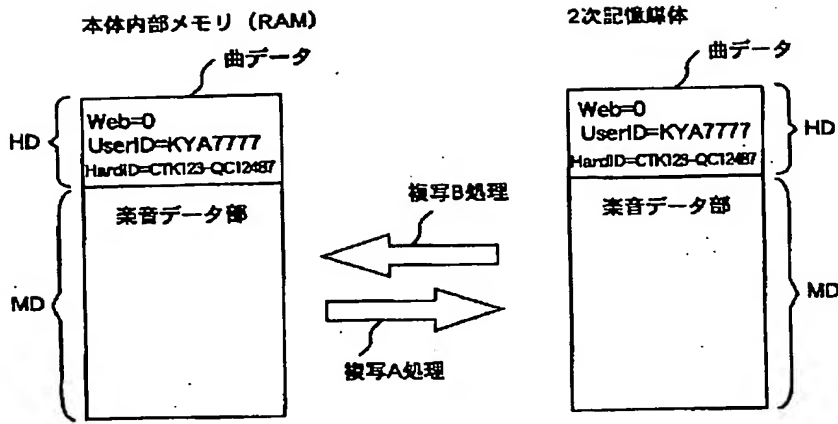 本体内部メモリ（RAM）
曲データ
HD
Web=0
UserID=KYA7777
HardID=CTK123-QC12487
楽音データ部
MD
複写B処理
複写A処理
2次記憶媒体
曲データ
Web=0
UserID=KYA7777
HardID=CTK123-QC12487
HD
楽音データ部
MD